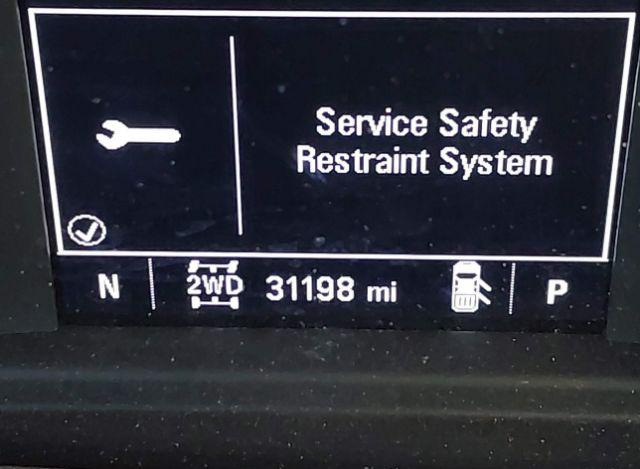 Service Safety
Restraint System
N 2WD 31198 mi P